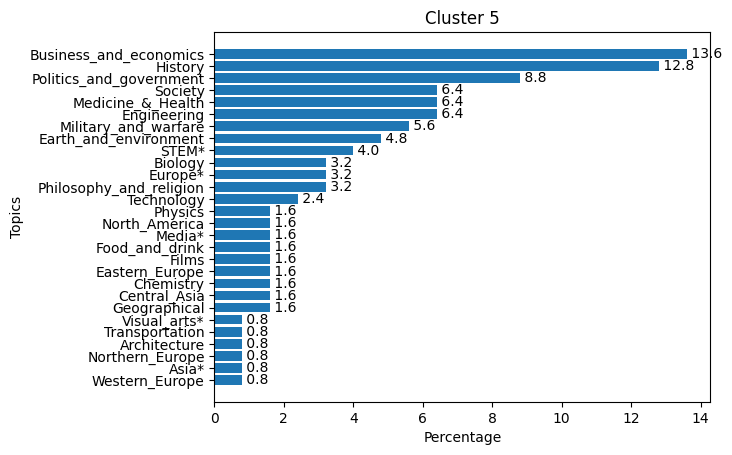 Cluster 5
Business_and_economics 13.6
History 12.8
Politics_and_government 8.8
Society 6.4
Medicine_&_Health 6.4
Engineering 6.4
Military_and_warfare 5.6
Earth_and_environment 4.8
STEM* 4.0
Biology 3.2
Europe* 3.2
Philosophy_and_religion 3.2
Technology 2.4
Physics 1.6
North_America 1.6
Media* 1.6
Food_and_drink 1.6
Films 1.6
Eastern_Europe 1.6
Chemistry 1.6
Central_Asia 1.6
Geographical 1.6
Visual_arts* 0.8
Transportation 0.8
Architecture 0.8
Northern_Europe 0.8
Asia* 0.8
Western_Europe 0.8
Topics
0 2 4 6 8 10 12 14
Percentage